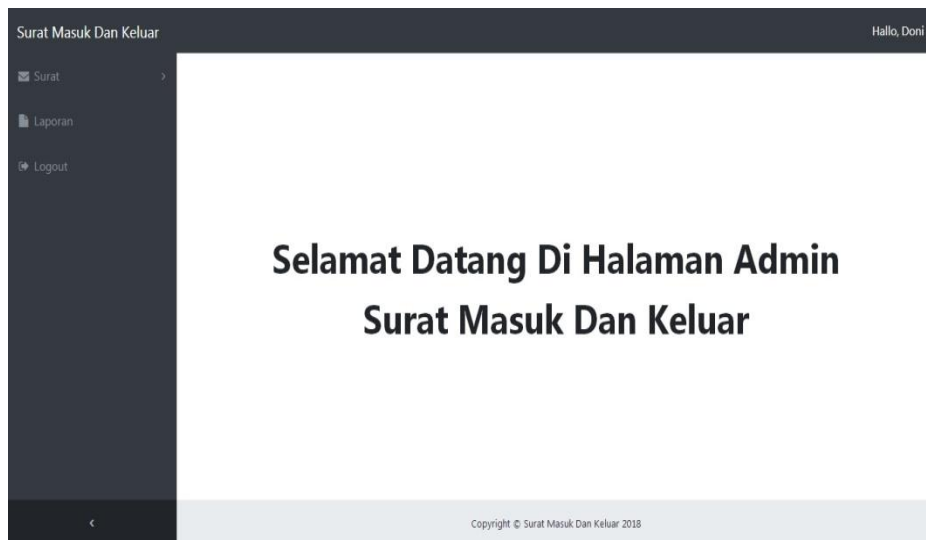 Surat Masuk Dan Keluar
Hallo, Doni
Surat
Laporan
Logout
Selamat Datang Di Halaman Admin
Surat Masuk Dan Keluar
Copyright © Surat Masuk Dan Keluar 2018